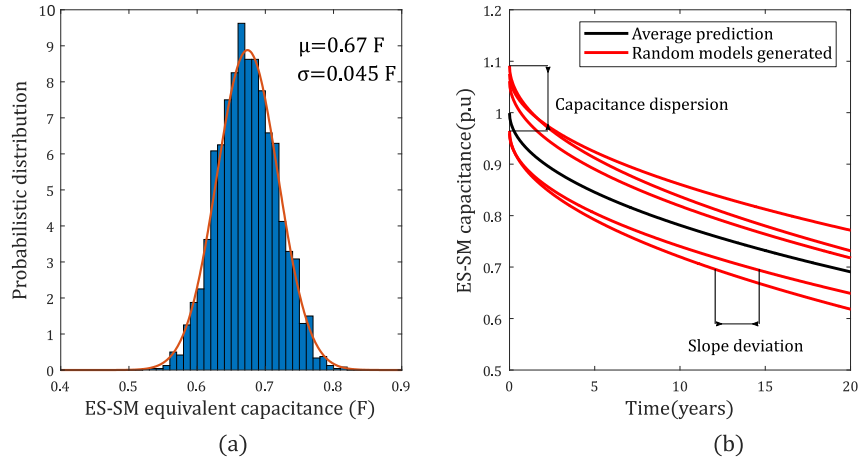 10
9
8
7
6
5
4
3
2
1
0
Probabilistic distribution
μ=0.67 F
σ=0.045 F
0.4 0.5 0.6 0.7 0.8 0.9
ES-SM equivalent capacitance (F)
(a)
1.2
1.1
1
0.9
0.8
0.7
0.6
0.5
ES-SM capacitance(p.u)
Average prediction
Random models generated
Capacitance dispersion
Slope deviation
0 5 10 15 20
Time(years)
(b)